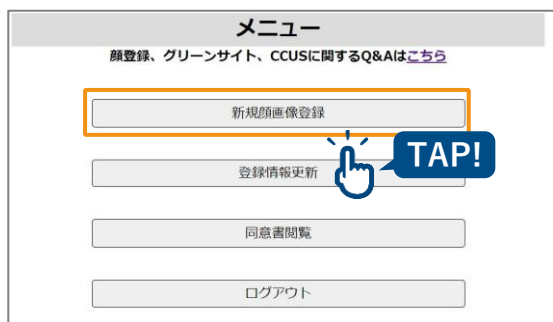 メニュー
顔登録、グリーンサイト、CCUSに関するQ&Aはこちら
新規顔画像登録
TAP!
登録情報更新
同意書閲覧
ログアウト